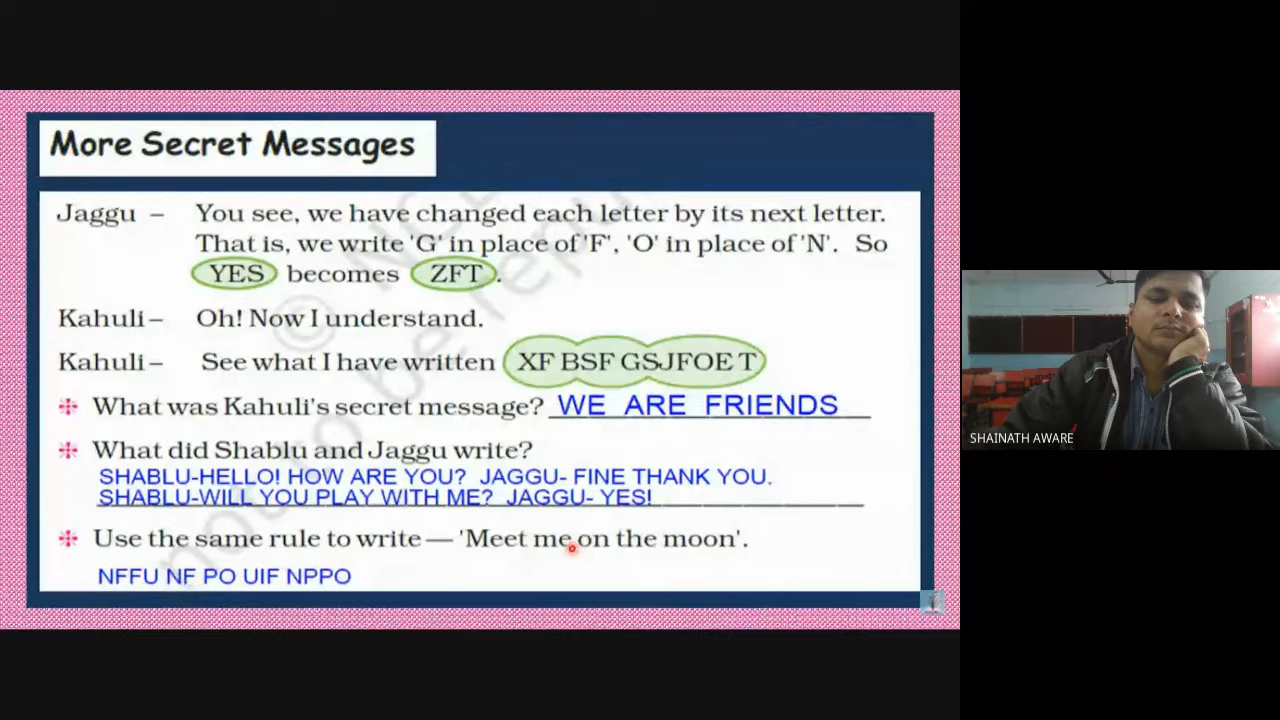 More Secret Messages
Jaggu – You see, we have changed each letter by its next letter.
That is, we write 'G' in place of 'F', 'O' in place of 'N'. So
YES becomes ZFT.
Kahuli – Oh! Now I understand.
Kahuli – See what I have written XF BSF GSJFOE T
What was Kahuli's secret message? WE ARE FRIENDS
What did Shablu and Jaggu write?
SHABLU-HELLO! HOW ARE YOU? JAGGU- FINE THANK YOU.
SHABLU-WILL YOU PLAY WITH ME? JAGGU- YES!
Use the same rule to write — 'Meet me on the moon'.
NFFU NF PO UIF NPPO
SHAINATH AWARE